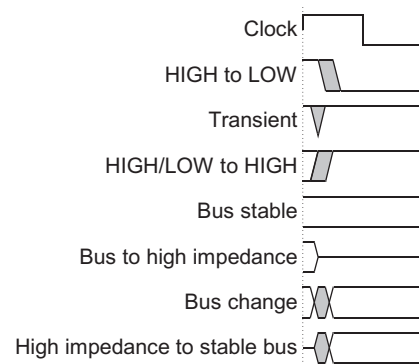 Clock
HIGH to LOW
Transient
HIGH/LOW to HIGH
Bus stable
Bus to high impedance
Bus change
High impedance to stable bus